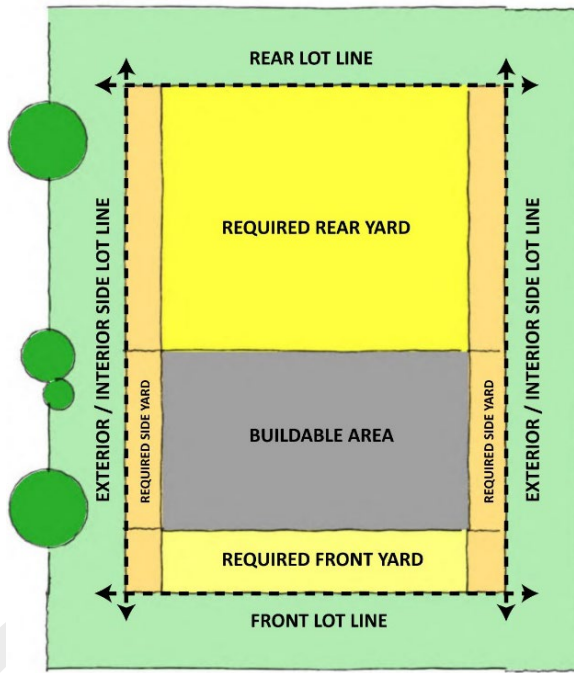 REAR LOT LINE
REQUIRED REAR YARD
EXTERIOR / INTERIOR SIDE LOT LINE
EXTERIOR / INTERIOR SIDE LOT LINE
REQUIRED SIDE YARD
BUILDABLE AREA
REQUIRED SIDE YARD
REQUIRED FRONT YARD
FRONT LOT LINE